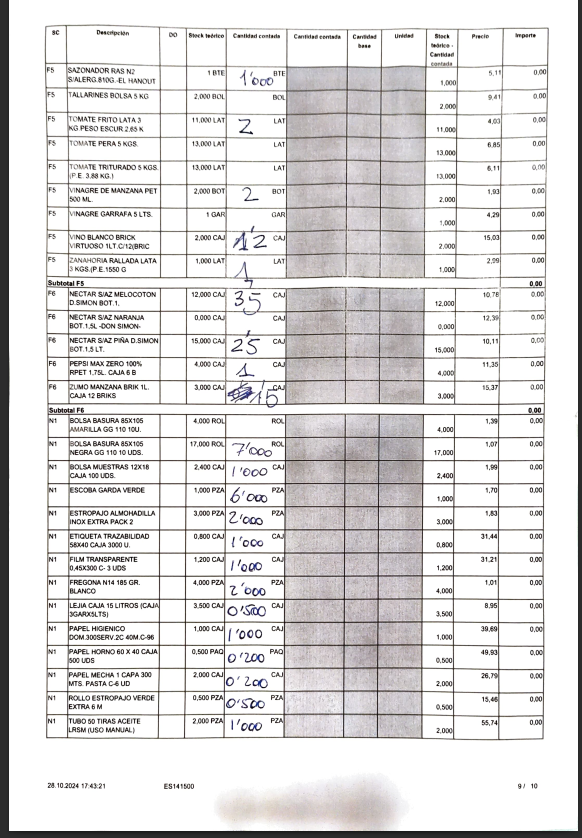 SC Descripción DO Stock teórico Cantidad contada Cantidad contada Cantidad base Unidad Stock teórico - Cantidad contada Precio Importe
F5 SAZONADOR RAS N2 S/ALERG.810G.-EL HANOUT 1 BTE 1'000 BTE 1,000 5,11 0,00
F5 TALLARINES BOLSA 5 KG 2,000 BOL BOL 2,000 9,41 0,00
F5 TOMATE FRITO LATA 3 KG.PESO ESCUR 2.65 K 11,000 LAT 2 LAT 11,000 4,03 0,00
F5 TOMATE PERA 5 KGS. 13,000 LAT LAT 13,000 6,85 0,00
F5 TOMATE TRITURADO 5 KGS. (P.E. 3.88 KG.) 13,000 LAT LAT 13,000 6,11 0,00
F5 VINAGRE DE MANZANA PET 500 ML. 2,000 BOT 2 BOT 2,000 1,93 0,00
F5 VINAGRE GARRAFA 5 LTS. 1 GAR GAR 1,000 4,29 0,00
F5 VINO BLANCO BRICK VIRTUOSO 1LT.C/12(BRIC 2,000 CAJ 1'2 CAJ 2,000 15,03 0,00
F5 ZANAHORIA RALLADA LATA 3 KGS.(P.E.1550 G 1,000 LAT 1 LAT 1,000 2,99 0,00
Subtotal F5 0,00
F6 NECTAR S/AZ MELOCOTON D.SIMON BOT.1, 12,000 CAJ 3'5 CAJ 12,000 10,78 0,00
F6 NECTAR S/AZ NARANJA BOT.1,5L -DON SIMON- 0,000 CAJ CAJ 0,000 12,39 0,00
F6 NECTAR S/AZ PIÑA D.SIMON BOT.1,5 LT. 15,000 CAJ 2'5 CAJ 15,000 10,11 0,00
F6 PEPSI MAX ZERO 100% RPET 1,75L. CAJA 6 B 4,000 CAJ 1 CAJ 4,000 11,35 0,00
F6 ZUMO MANZANA BRIK 1L. CAJA 12 BRIKS 3,000 CAJ 1'5 CAJ 3,000 15,37 0,00
Subtotal F6 0,00
N1 BOLSA BASURA 85X105 AMARILLA GG 110 10U. 4,000 ROL ROL 4,000 1,39 0,00
N1 BOLSA BASURA 85X105 NEGRA GG 110 10 UDS. 17,000 ROL 7'000 ROL 17,000 1,07 0,00
N1 BOLSA MUESTRAS 12X18 CAJA 100 UDS. 2,400 CAJ 1'000 CAJ 2,400 1,99 0,00
N1 ESCOBA GARDA VERDE 1,000 PZA 6'000 PZA 1,000 1,70 0,00
N1 ESTROPAJO ALMOHADILLA INOX EXTRA PACK 2 3,000 PZA 2'000 PZA 3,000 1,83 0,00
N1 ETIQUETA TRAZABILIDAD 58X40 CAJA 3000 U. 0,800 CAJ 1'000 CAJ 0,800 31,44 0,00
N1 FILM TRANSPARENTE 0.45X300 C- 3 UDS 1,200 CAJ 1'000 CAJ 1,200 31,21 0,00
N1 FREGONA N14 185 GR. BLANCO 4,000 PZA 2'000 PZA 4,000 1,01 0,00
N1 LEJIA CAJA 15 LITROS (CAJA 3GARX5LTS) 3,500 CAJ 0'500 CAJ 3,500 8,95 0,00
N1 PAPEL HIGIENICO DOM.300SERV.2C 40M.C-96 1,000 CAJ 1'000 CAJ 1,000 39,69 0,00
N1 PAPEL HORNO 60 X 40 CAJA 500 UDS 0,500 PAQ 0'200 PAQ 0,500 49,93 0,00
N1 PAPEL MECHA 1 CAPA 300 MTS. PASTA C-6 UD 2,000 CAJ 0'200 CAJ 2,000 26,79 0,00
N1 ROLLO ESTROPAJO VERDE EXTRA 6 M 0,500 PZA 0'500 PZA 0,500 15,46 0,00
N1 TUBO 50 TIRAS ACEITE LRSM (USO MANUAL) 2,000 PZA 1'000 PZA 2,000 55,74 0,00
28.10.2024 17:43:21 ES141500 9 / 10